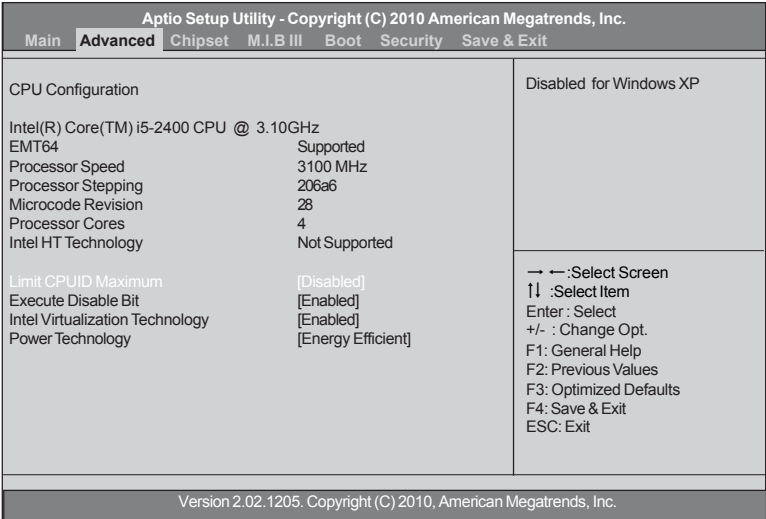 Aptio Setup Utility - Copyright (C) 2010 American Megatrends, Inc.
Main Advanced Chipset M.I.B III Boot Security Save & Exit
CPU Configuration
Intel(R) Core(TM) i5-2400 CPU @ 3.10GHz
EMT64 Supported
Processor Speed 3100 MHz
Processor Stepping 206a6
Microcode Revision 28
Processor Cores 4
Intel HT Technology Not Supported
Limit CPUID Maximum [Disabled]
Execute Disable Bit [Enabled]
Intel Virtualization Technology [Enabled]
Power Technology [Energy Efficient]
Disabled for Windows XP
→ ←:Select Screen
↑↓ :Select Item
Enter : Select
+/- : Change Opt.
F1: General Help
F2: Previous Values
F3: Optimized Defaults
F4: Save & Exit
ESC: Exit
Version 2.02.1205. Copyright (C) 2010, American Megatrends, Inc.